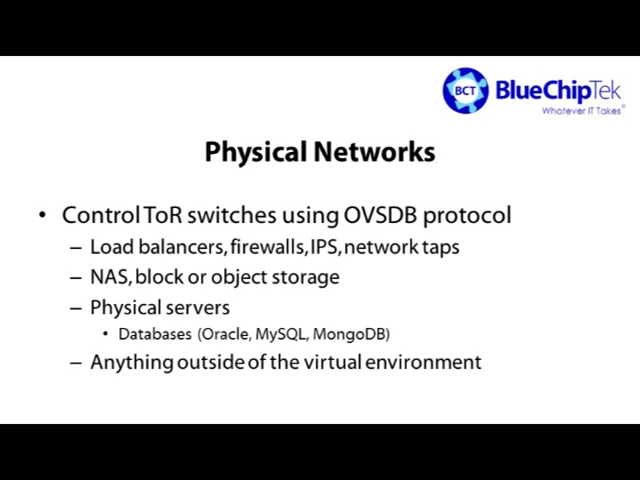 BCT BlueChipTek
Whatever IT Takes®
Physical Networks
• Control ToR switches using OVSDB protocol
– Load balancers, firewalls, IPS, network taps
– NAS, block or object storage
– Physical servers
• Databases (Oracle, MySQL, MongoDB)
– Anything outside of the virtual environment